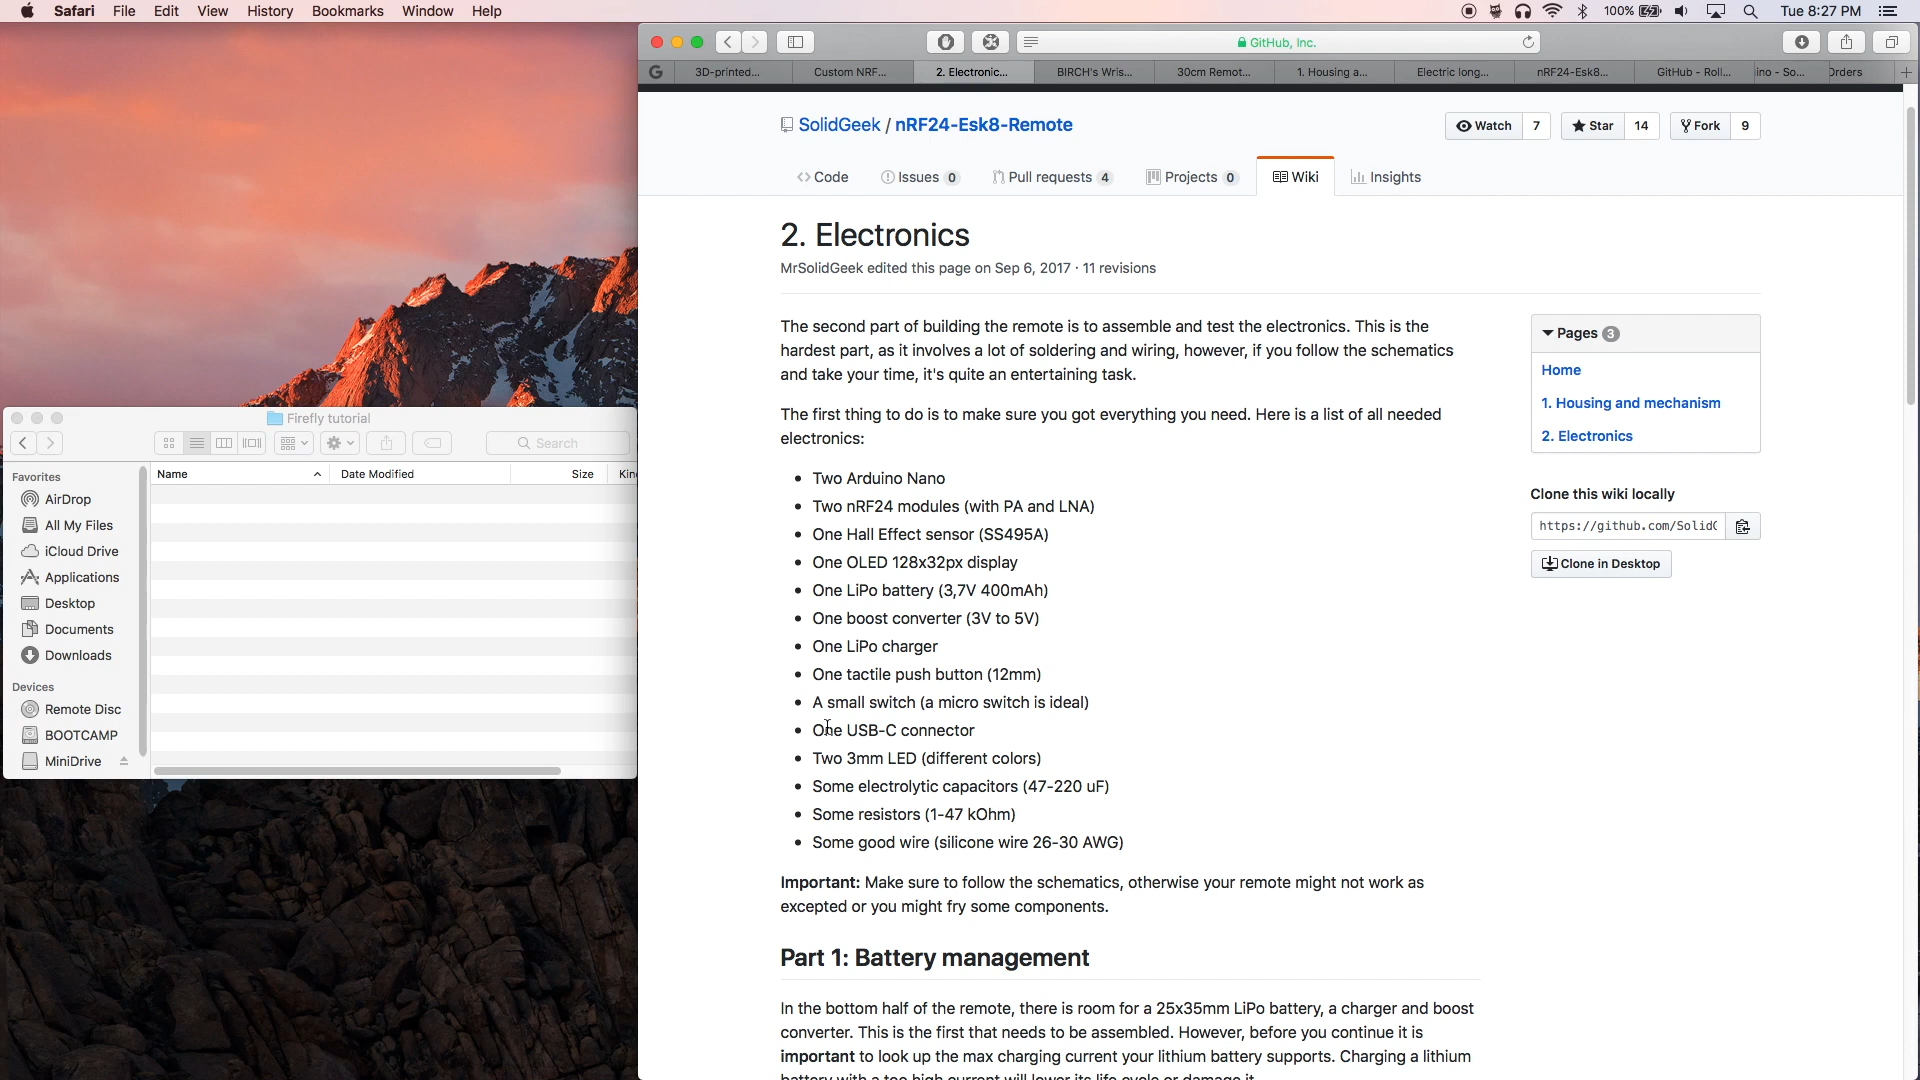 Safari File Edit View History Bookmarks Window Help
100% Tue 8:27 PM
GitHub, Inc.
3D-printed... Custom NRF... 2. Electronic... BIRCH's Wris... 30cm Remot... 1. Housing a... Electric long... nRF24-Esk8... GitHub - Roll... ino - So... Orders
SolidGeek / nRF24-Esk8-Remote
Watch 7 Star 14 Fork 9
Code Issues 0 Pull requests 4 Projects 0 Wiki Insights
2. Electronics
MrSolidGeek edited this page on Sep 6, 2017 · 11 revisions
The second part of building the remote is to assemble and test the electronics. This is the
hardest part, as it involves a lot of soldering and wiring, however, if you follow the schematics
and take your time, it's quite an entertaining task.
The first thing to do is to make sure you got everything you need. Here is a list of all needed
electronics:
• Two Arduino Nano
• Two nRF24 modules (with PA and LNA)
• One Hall Effect sensor (SS495A)
• One OLED 128x32px display
• One LiPo battery (3,7V 400mAh)
• One boost converter (3V to 5V)
• One LiPo charger
• One tactile push button (12mm)
• A small switch (a micro switch is ideal)
• One USB-C connector
• Two 3mm LED (different colors)
• Some electrolytic capacitors (47-220 uF)
• Some resistors (1-47 kOhm)
• Some good wire (silicone wire 26-30 AWG)
Important: Make sure to follow the schematics, otherwise your remote might not work as
excepted or you might fry some components.
Part 1: Battery management
In the bottom half of the remote, there is room for a 25x35mm LiPo battery, a charger and boost
converter. This is the first that needs to be assembled. However, before you continue it is
important to look up the max charging current your lithium battery supports. Charging a lithium
battery with a too high current will lower its life cycle or damage it.
Pages 3
Home
1. Housing and mechanism
2. Electronics
Clone this wiki locally
https://github.com/SolidG
Clone in Desktop
Firefly tutorial
Search
Name Date Modified Size Kin
Favorites
AirDrop
All My Files
iCloud Drive
Applications
Desktop
Documents
Downloads
Devices
Remote Disc
BOOTCAMP
MiniDrive